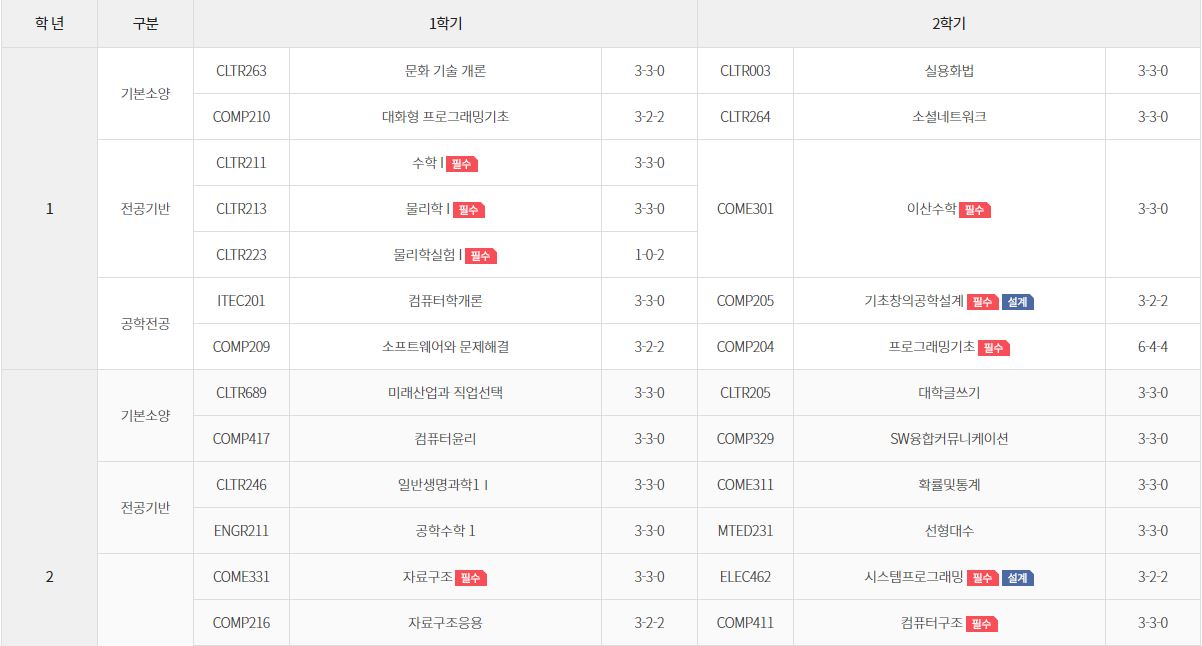 학 년 구분 1학기 2학기
기본소양 CLTR263 문화 기술 개론 3-3-0 CLTR003 실용화법 3-3-0
COMP210 대화형 프로그래밍기초 3-2-2 CLTR264 소셜네트워크 3-3-0
1 전공기반 CLTR211 수학 I 필수 3-3-0 COME301 이산수학 필수 3-3-0
CLTR213 물리학 I 필수 3-3-0
CLTR223 물리학실험 I 필수 1-0-2
공학전공 ITEC201 컴퓨터학개론 3-3-0 COMP205 기초창의공학설계 필수 설계 3-2-2
COMP209 소프트웨어와 문제해결 3-2-2 COMP204 프로그래밍기초 필수 6-4-4
2 기본소양 CLTR689 미래산업과 직업선택 3-3-0 CLTR205 대학글쓰기 3-3-0
COMP417 컴퓨터윤리 3-3-0 COMP329 SW융합커뮤니케이션 3-3-0
전공기반 CLTR246 일반생명과학1 I 3-3-0 COME311 확률및통계 3-3-0
ENGR211 공학수학 1 3-3-0 MTED231 선형대수 3-3-0
COME331 자료구조 필수 3-3-0 ELEC462 시스템프로그래밍 필수 설계 3-2-2
COMP216 자료구조응용 3-2-2 COMP411 컴퓨터구조 필수 3-3-0